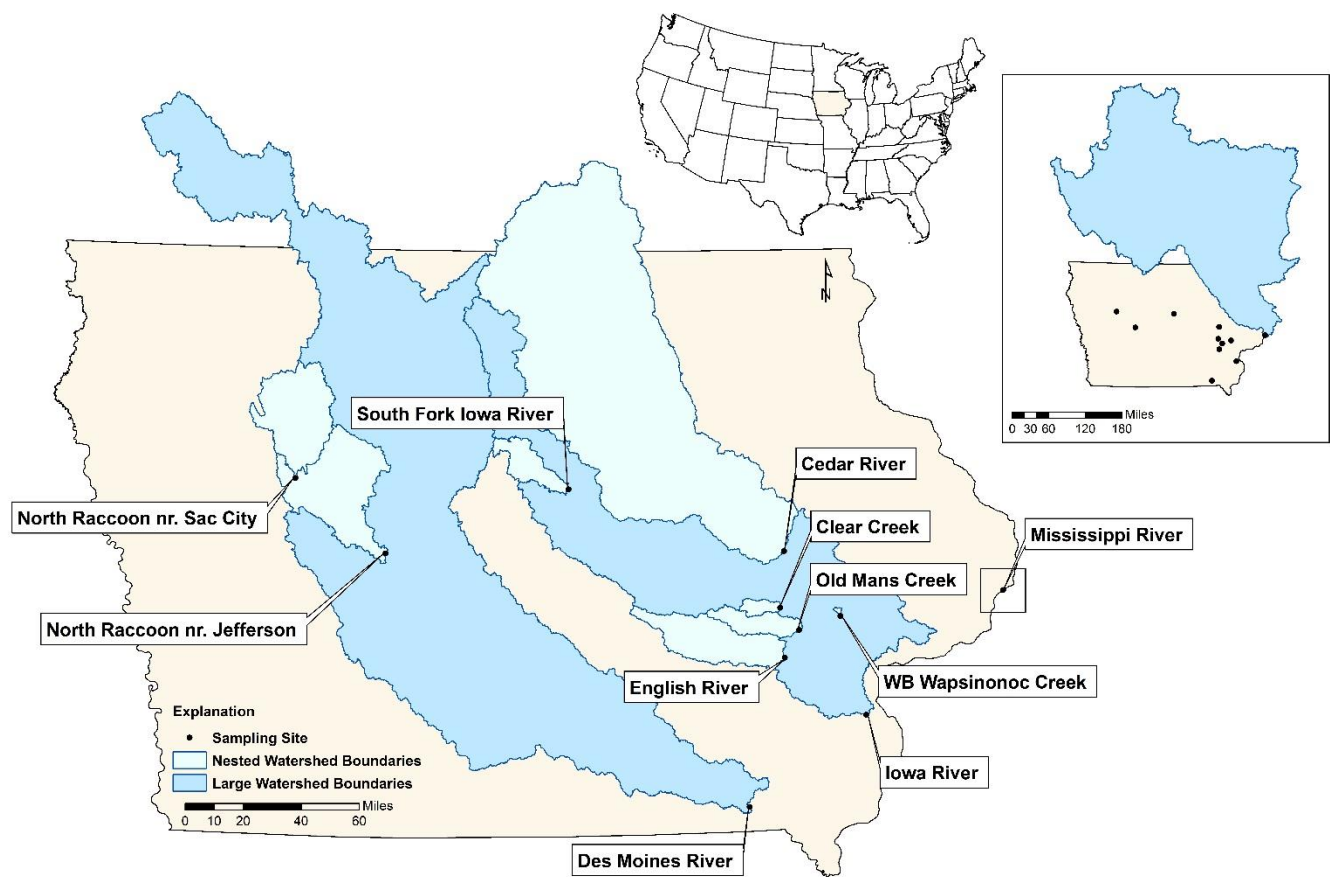 South Fork Iowa River
Cedar River
North Raccoon nr. Sac City
Clear Creek
Mississippi River
Old Mans Creek
North Raccoon nr. Jefferson
English River
WB Wapsinonoc Creek
Iowa River
Des Moines River
N
Explanation
Sampling Site
Nested Watershed Boundaries
Large Watershed Boundaries
Miles
0 10 20 40 60
Miles
0 30 60 120 180